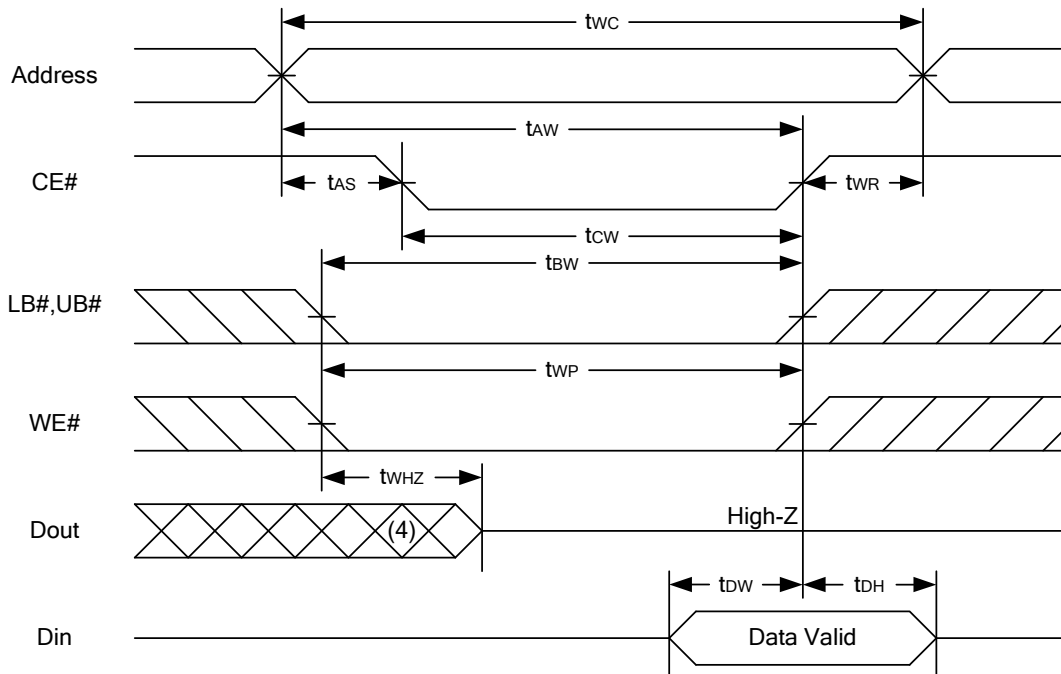 tWC
Address
tAW
CE#
tAS
tWR
tCW
tBW
LB#,UB#
tWP
WE#
tWHZ
Dout
(4)
High-Z
tDW
tDH
Din
Data Valid